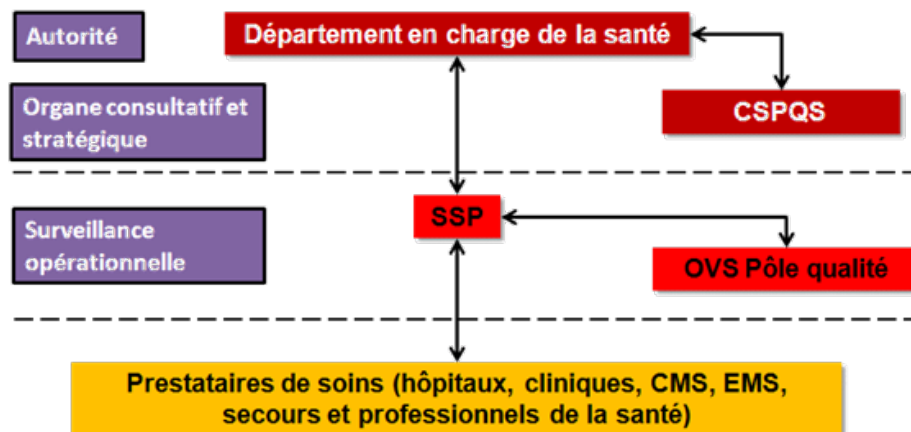 Autorité
Département en charge de la santé
Organe consultatif et
stratégique
CSPQS
Surveillance
opérationnelle
SSP
OVS Pôle qualité
Prestataires de soins (hôpitaux, cliniques, CMS, EMS,
secours et professionnels de la santé)